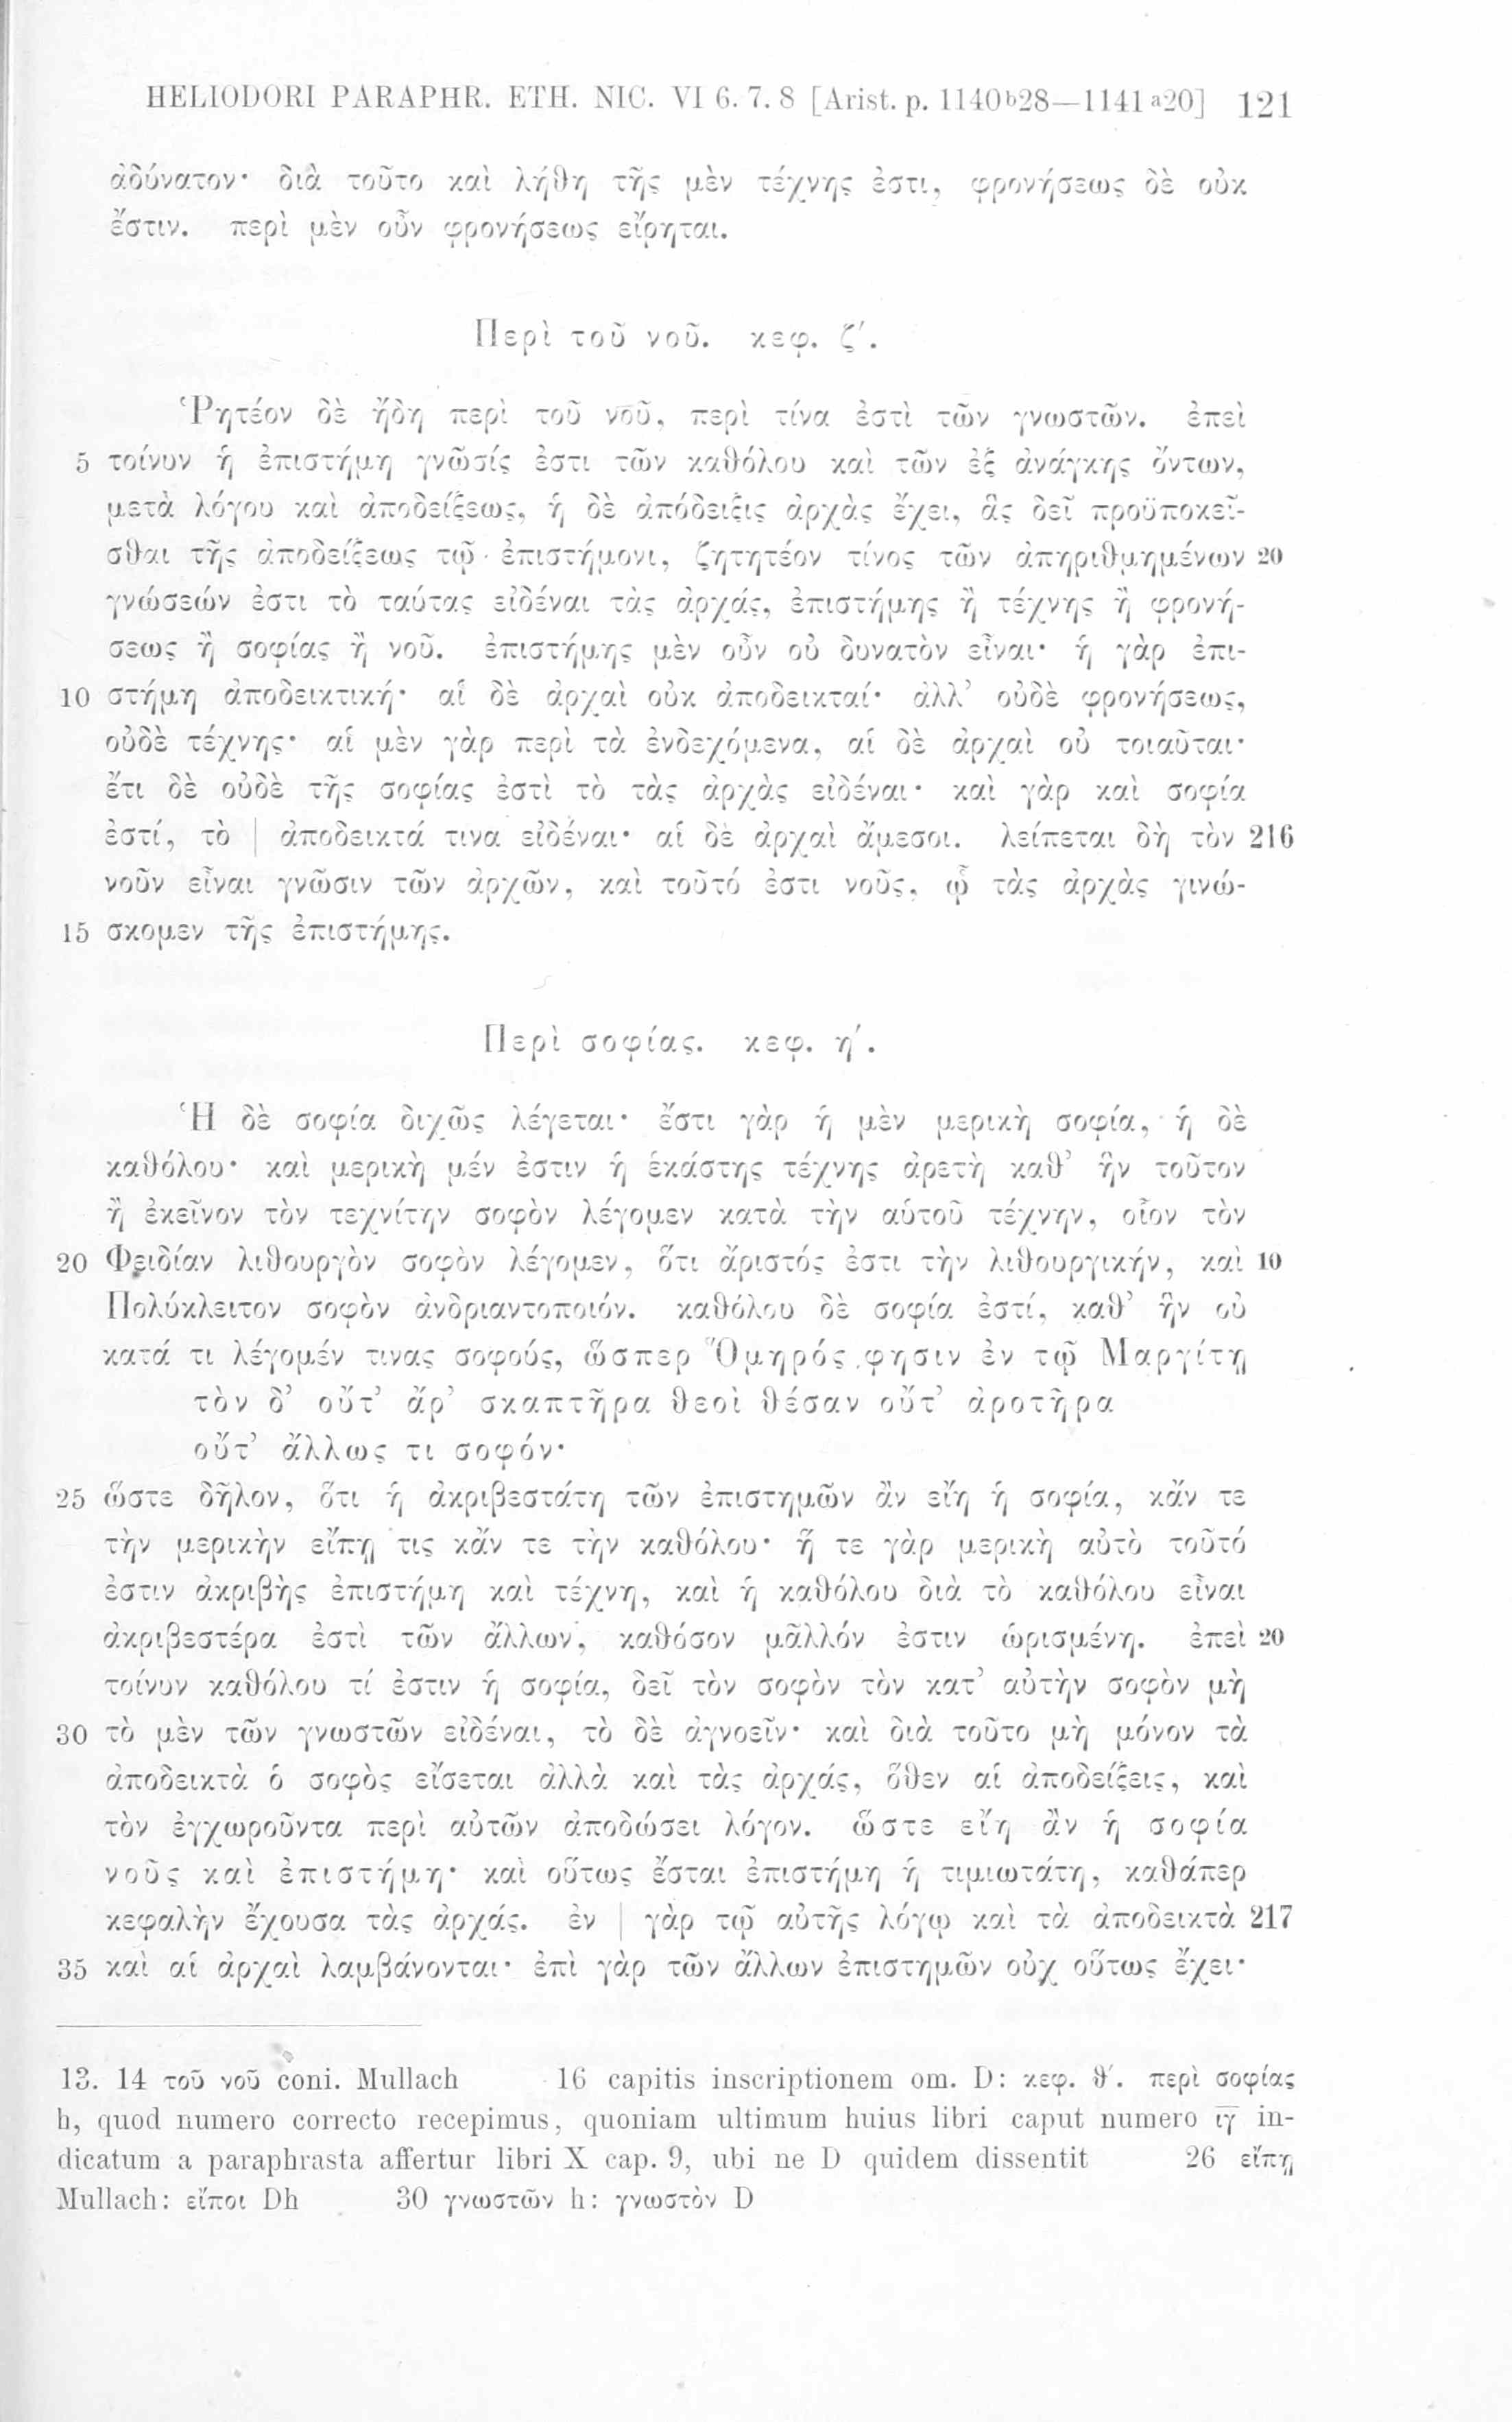 HELIODORI PARAPHR. ETH. NIC. VI 6. 7. 8 [Arist. p. 1140b28—1141a20] 121
ἀδύνατον· διὰ τοῦτο καὶ λήθη τῆς μὲν τέχνης ἐστι, φρονήσεως δὲ οὐκ
ἔστιν. περὶ μὲν οὖν φρονήσεως εἴρηται.
Περὶ τοῦ νοῦ. κεφ. ζ′.
Ῥητέον δὲ ἤδη περὶ τοῦ νοῦ, περὶ τίνα ἐστὶ τῶν γνωστῶν. ἐπεὶ
5 τοίνυν ἡ ἐπιστήμη γνῶσίς ἐστι τῶν καθόλου καὶ τῶν ἐξ ἀνάγκης ὄντων,
μετὰ λόγου καὶ ἀποδείξεως, ἡ δὲ ἀπόδειξις ἀρχὰς ἔχει, ἃς δεῖ προϋποκεῖ-
σθαι τῆς ἀποδείξεως τῷ ἐπιστήμονι, ζητητέον τίνος τῶν ἀπηριθμημένων 20
γνώσεών ἐστι τὸ ταύτας εἰδέναι τὰς ἀρχάς, ἐπιστήμης ἢ τέχνης ἢ φρονή-
σεως ἢ σοφίας ἢ νοῦ. ἐπιστήμης μὲν οὖν οὐ δυνατὸν εἶναι· ἡ γὰρ ἐπι-
10 στήμη ἀποδεικτική· αἱ δὲ ἀρχαὶ οὐκ ἀποδεικταί· ἀλλ’ οὐδὲ φρονήσεως,
οὐδὲ τέχνης· αἱ μὲν γὰρ περὶ τὰ ἐνδεχόμενα, αἱ δὲ ἀρχαὶ οὐ τοιαῦται·
ἔτι δὲ οὐδὲ τῆς σοφίας ἐστὶ τὸ τὰς ἀρχὰς εἰδέναι· καὶ γὰρ καὶ σοφία
ἐστί, τὸ | ἀποδεικτά τινα εἰδέναι· αἱ δὲ ἀρχαὶ ἄμεσοι. λείπεται δὴ τὸν 216
νοῦν εἶναι γνῶσιν τῶν ἀρχῶν, καὶ τοῦτό ἐστι νοῦς, ᾧ τὰς ἀρχὰς γινώ-
15 σκομεν τῆς ἐπιστήμης.
Περὶ σοφίας. κεφ. η′.
Ἡ δὲ σοφία διχῶς λέγεται· ἔστι γὰρ ἡ μὲν μερικὴ σοφία, ἡ δὲ
καθόλου· καὶ μερικὴ μέν ἐστιν ἡ ἑκάστης τέχνης ἀρετὴ καθ’ ἣν τοῦτον
ἢ ἐκεῖνον τὸν τεχνίτην σοφὸν λέγομεν κατὰ τὴν αὑτοῦ τέχνην, οἷον τὸν
20 Φειδίαν λιθουργὸν σοφὸν λέγομεν, ὅτι ἄριστός ἐστι τὴν λιθουργικήν, καὶ 10
Πολύκλειτον σοφὸν ἀνδριαντοποιόν. καθόλου δὲ σοφία ἐστί, καθ’ ἣν οὐ
κατά τι λέγομέν τινας σοφούς, ὥσπερ Ὅμηρός φησιν ἐν τῷ Μαργίτῃ
τὸν δ’ οὔτ’ ἄρ’ σκαπτῆρα θεοὶ θέσαν οὔτ’ ἀροτῆρα
οὔτ’ ἄλλως τι σοφόν·
25 ὥστε δῆλον, ὅτι ἡ ἀκριβεστάτη τῶν ἐπιστημῶν ἂν εἴη ἡ σοφία, κἄν τε
τὴν μερικὴν εἴπῃ τις κἄν τε τὴν καθόλου· ἥ τε γὰρ μερικὴ αὐτὸ τοῦτό
ἐστιν ἀκριβὴς ἐπιστήμη καὶ τέχνη, καὶ ἡ καθόλου διὰ τὸ καθόλου εἶναι
ἀκριβεστέρα ἐστὶ τῶν ἄλλων, καθόσον μᾶλλόν ἐστιν ὡρισμένη. ἐπεὶ 20
τοίνυν καθόλου τί ἐστιν ἡ σοφία, δεῖ τὸν σοφὸν τὸν κατ’ αὐτὴν σοφὸν μὴ
30 τὸ μὲν τῶν γνωστῶν εἰδέναι, τὸ δὲ ἀγνοεῖν· καὶ διὰ τοῦτο μὴ μόνον τὰ
ἀποδεικτὰ ὁ σοφὸς εἴσεται ἀλλὰ καὶ τὰς ἀρχάς, ὅθεν αἱ ἀποδείξεις, καὶ
τὸν ἐγχωροῦντα περὶ αὐτῶν ἀποδώσει λόγον. ὥστε εἴη ἂν ἡ σοφία
νοῦς καὶ ἐπιστήμη· καὶ οὕτως ἔσται ἐπιστήμη ἡ τιμιωτάτη, καθάπερ
κεφαλὴν ἔχουσα τὰς ἀρχάς. ἐν | γὰρ τῷ αὐτῆς λόγῳ καὶ τὰ ἀποδεικτὰ 217
35 καὶ αἱ ἀρχαὶ λαμβάνονται· ἐπὶ γὰρ τῶν ἄλλων ἐπιστημῶν οὐχ οὕτως ἔχει·
13. 14 τοῦ νοῦ coni. Mullach 16 capitis inscriptionem om. D: κεφ. θ′. περὶ σοφίας
h, quod numero correcto recepimus, quoniam ultimum huius libri caput numero ιγ in-
dicatum a paraphrasta affertur libri X cap. 9, ubi ne D quidem dissentit 26 εἴπῃ
Mullach: εἴποι Dh 30 γνωστῶν h: γνωστὸν D